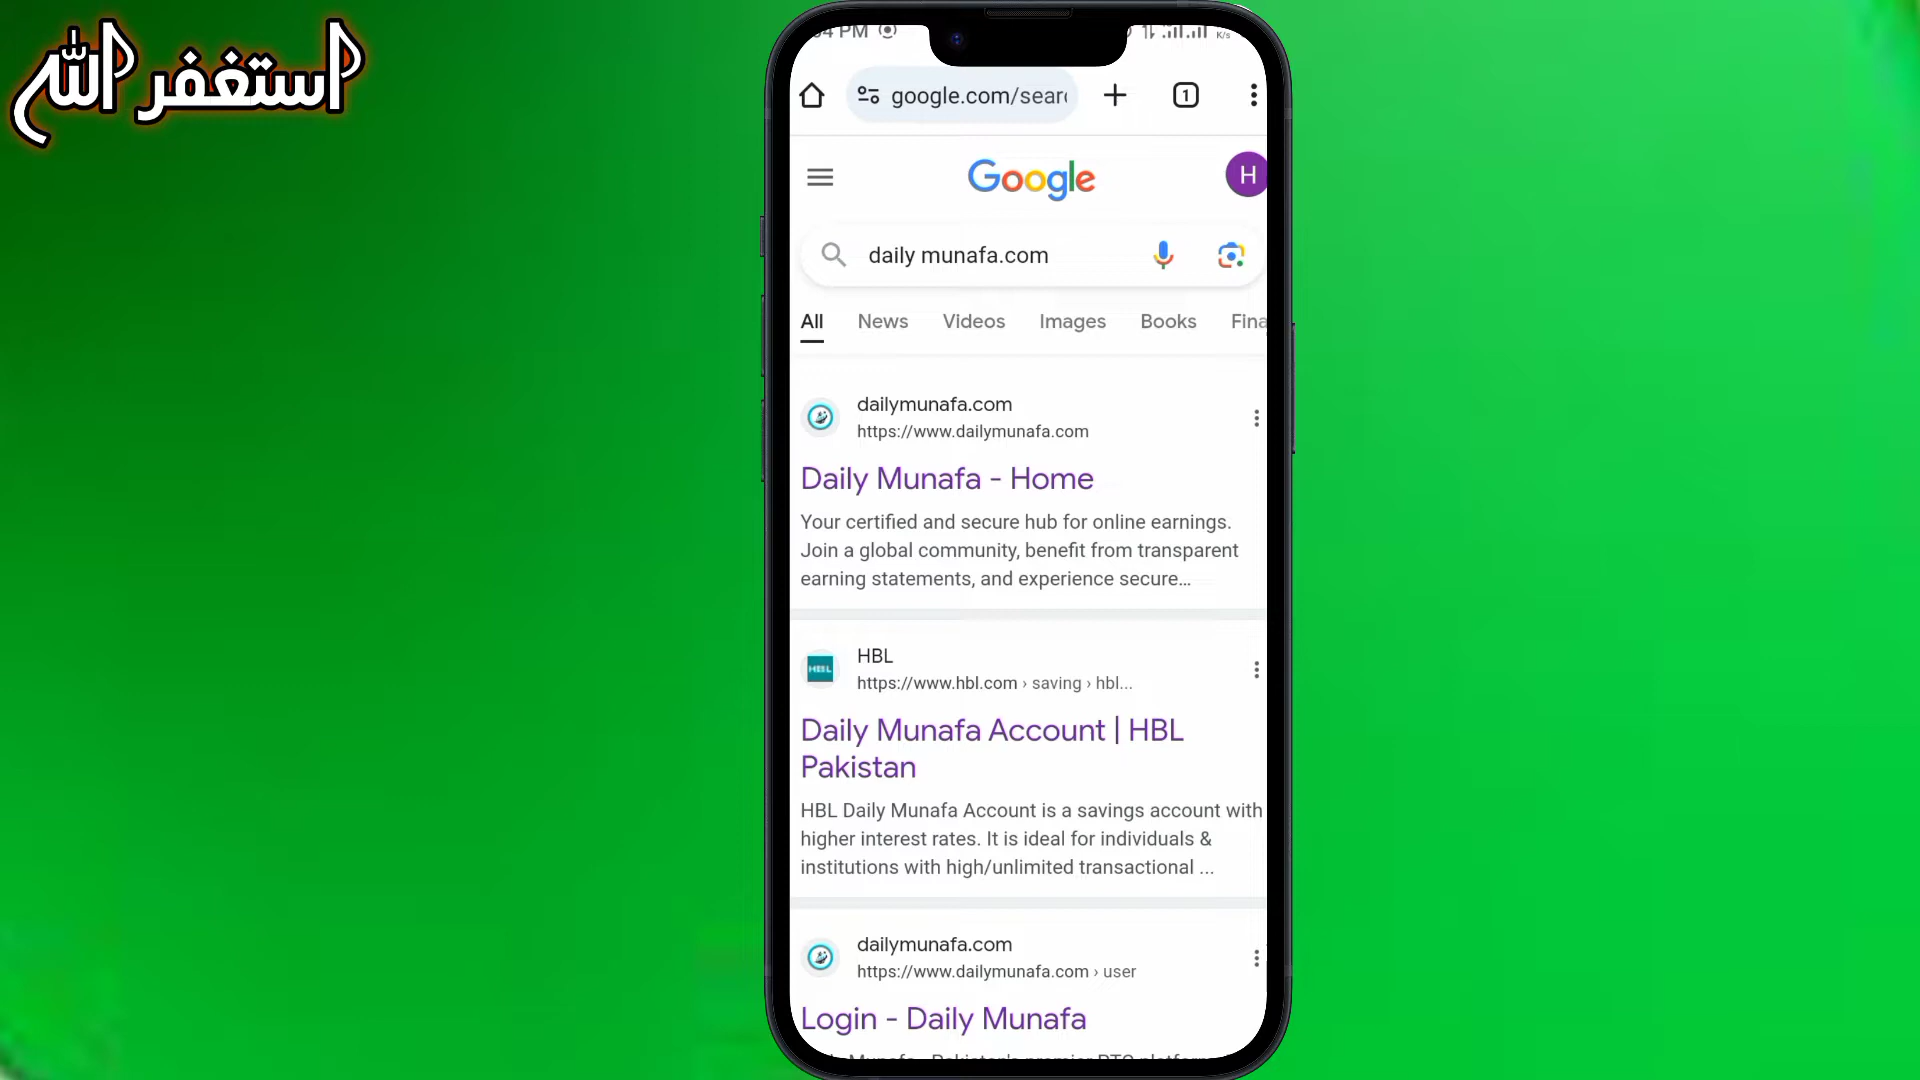 استغفر الله
PM
K/s
google.com/sear
1
Google
H
daily munafa.com
All News Videos Images Books Fina
dailymunafa.com
https://www.dailymunafa.com
Daily Munafa - Home
Your certified and secure hub for online earnings.
Join a global community, benefit from transparent
earning statements, and experience secure...
HBL
HBL
https://www.hbl.com › saving › hbl...
Daily Munafa Account | HBL
Pakistan
HBL Daily Munafa Account is a savings account with
higher interest rates. It is ideal for individuals &
institutions with high/unlimited transactional ...
dailymunafa.com
https://www.dailymunafa.com › user
Login - Daily Munafa